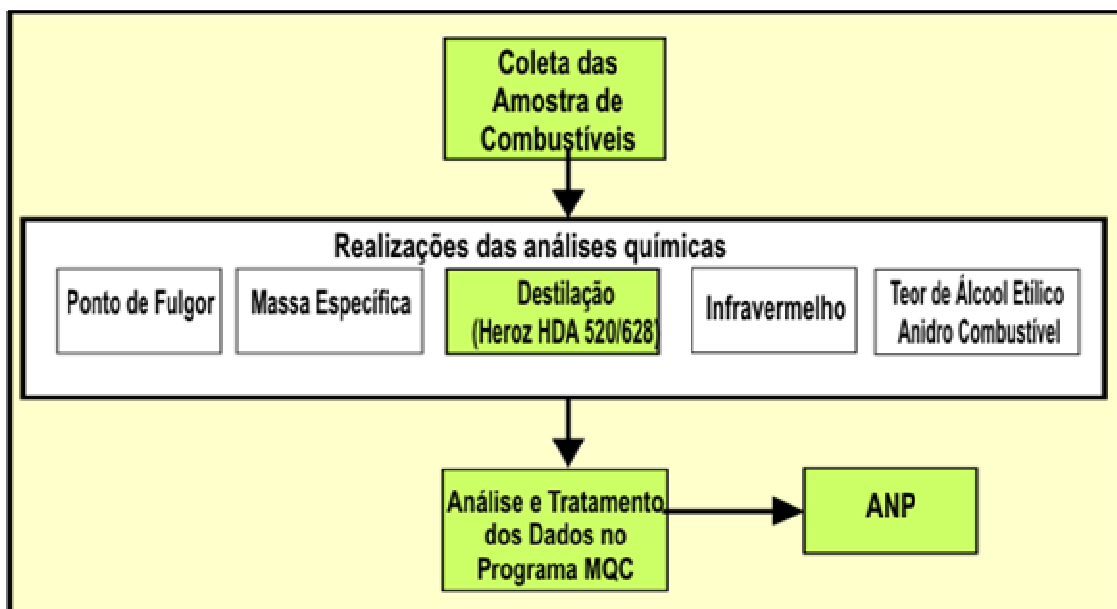 Coleta das
Amostra de
Combustíveis
Realizações das análises químicas
Ponto de Fulgor
Massa Específica
Destilação
(Heroz HDA 520/628)
Infravermelho
Teor de Álcool Etílico
Anidro Combustível
Análise e Tratamento
dos Dados no
Programa MQC
ANP